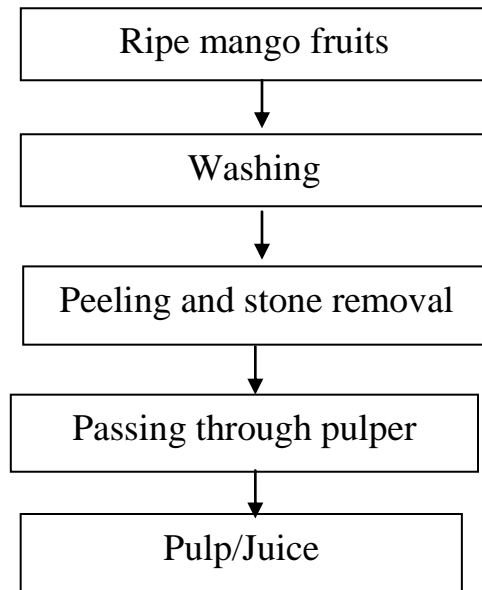 Ripe mango fruits
Washing
Peeling and stone removal
Passing through pulper
Pulp/Juice